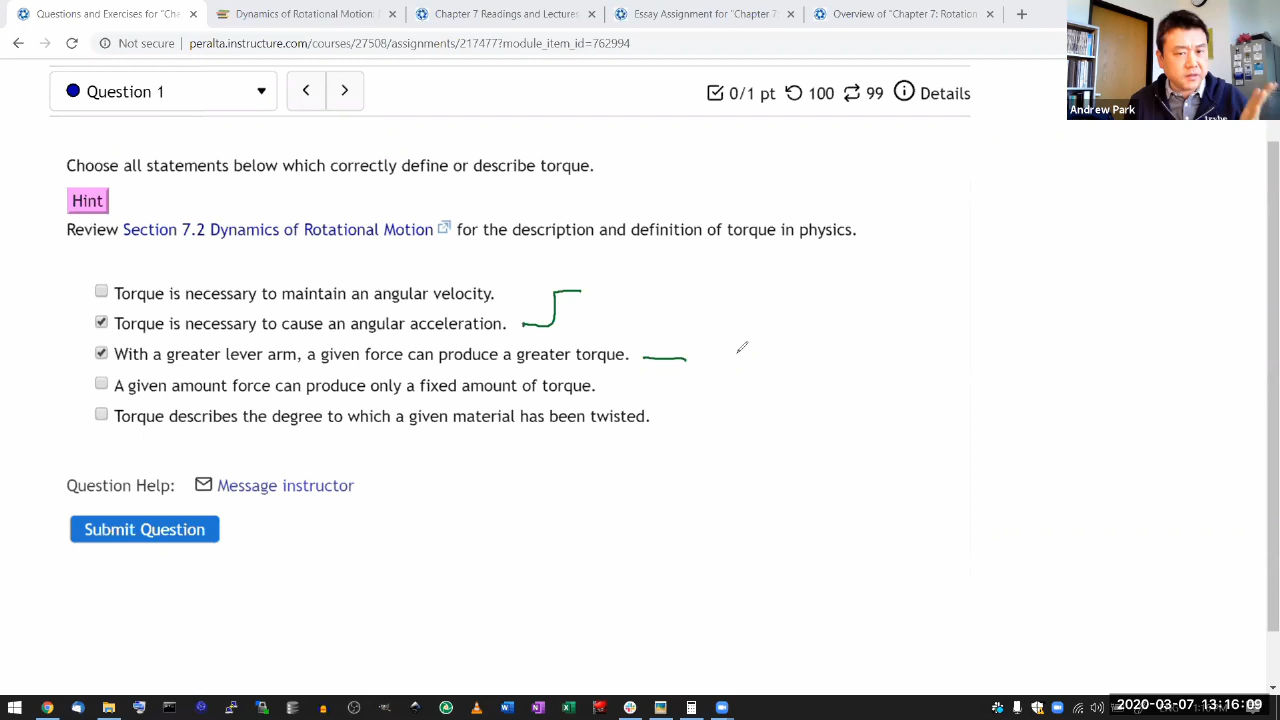 Questions and Exercises for "Cha
Dynamics of Rotational Motion
Chapter 7 Readings and Lectures
Essay Assignment for "Chapter 7:
Overview of "Chapter 7: Rotation
Not secure | peralta.instructure.com/courses/27506/assignments/217477?module_item_id=762994
Andrew Park
Question 1
0/1 pt 100 99 Details
Choose all statements below which correctly define or describe torque.
Hint
Review Section 7.2 Dynamics of Rotational Motion for the description and definition of torque in physics.
Torque is necessary to maintain an angular velocity.
Torque is necessary to cause an angular acceleration.
With a greater lever arm, a given force can produce a greater torque.
A given amount force can produce only a fixed amount of torque.
Torque describes the degree to which a given material has been twisted.
Question Help: Message instructor
Submit Question
2020-03-07 13:16:09